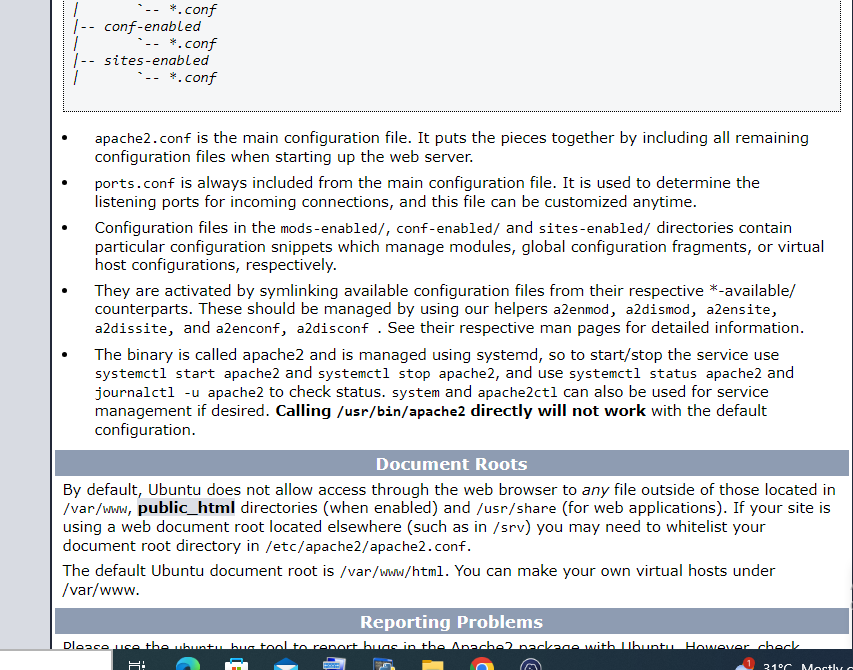 |       `-- *.conf
|-- conf-enabled
|       `-- *.conf
|-- sites-enabled
|       `-- *.conf
• apache2.conf is the main configuration file. It puts the pieces together by including all remaining
configuration files when starting up the web server.
• ports.conf is always included from the main configuration file. It is used to determine the
listening ports for incoming connections, and this file can be customized anytime.
• Configuration files in the mods-enabled/, conf-enabled/ and sites-enabled/ directories contain
particular configuration snippets which manage modules, global configuration fragments, or virtual
host configurations, respectively.
• They are activated by symlinking available configuration files from their respective *-available/
counterparts. These should be managed by using our helpers a2enmod, a2dismod, a2ensite,
a2dissite, and a2enconf, a2disconf . See their respective man pages for detailed information.
• The binary is called apache2 and is managed using systemd, so to start/stop the service use
systemctl start apache2 and systemctl stop apache2, and use systemctl status apache2 and
journalctl -u apache2 to check status. system and apache2ctl can also be used for service
management if desired. Calling /usr/bin/apache2 directly will not work with the default
configuration.
Document Roots
By default, Ubuntu does not allow access through the web browser to any file outside of those located in
/var/www, public_html directories (when enabled) and /usr/share (for web applications). If your site is
using a web document root located elsewhere (such as in /srv) you may need to whitelist your
document root directory in /etc/apache2/apache2.conf.
The default Ubuntu document root is /var/www/html. You can make your own virtual hosts under
/var/www.
Reporting Problems
Please use the ubuntu-bug tool to report bugs in the Apache2 package with Ubuntu. However, check
1
31°C Mostly